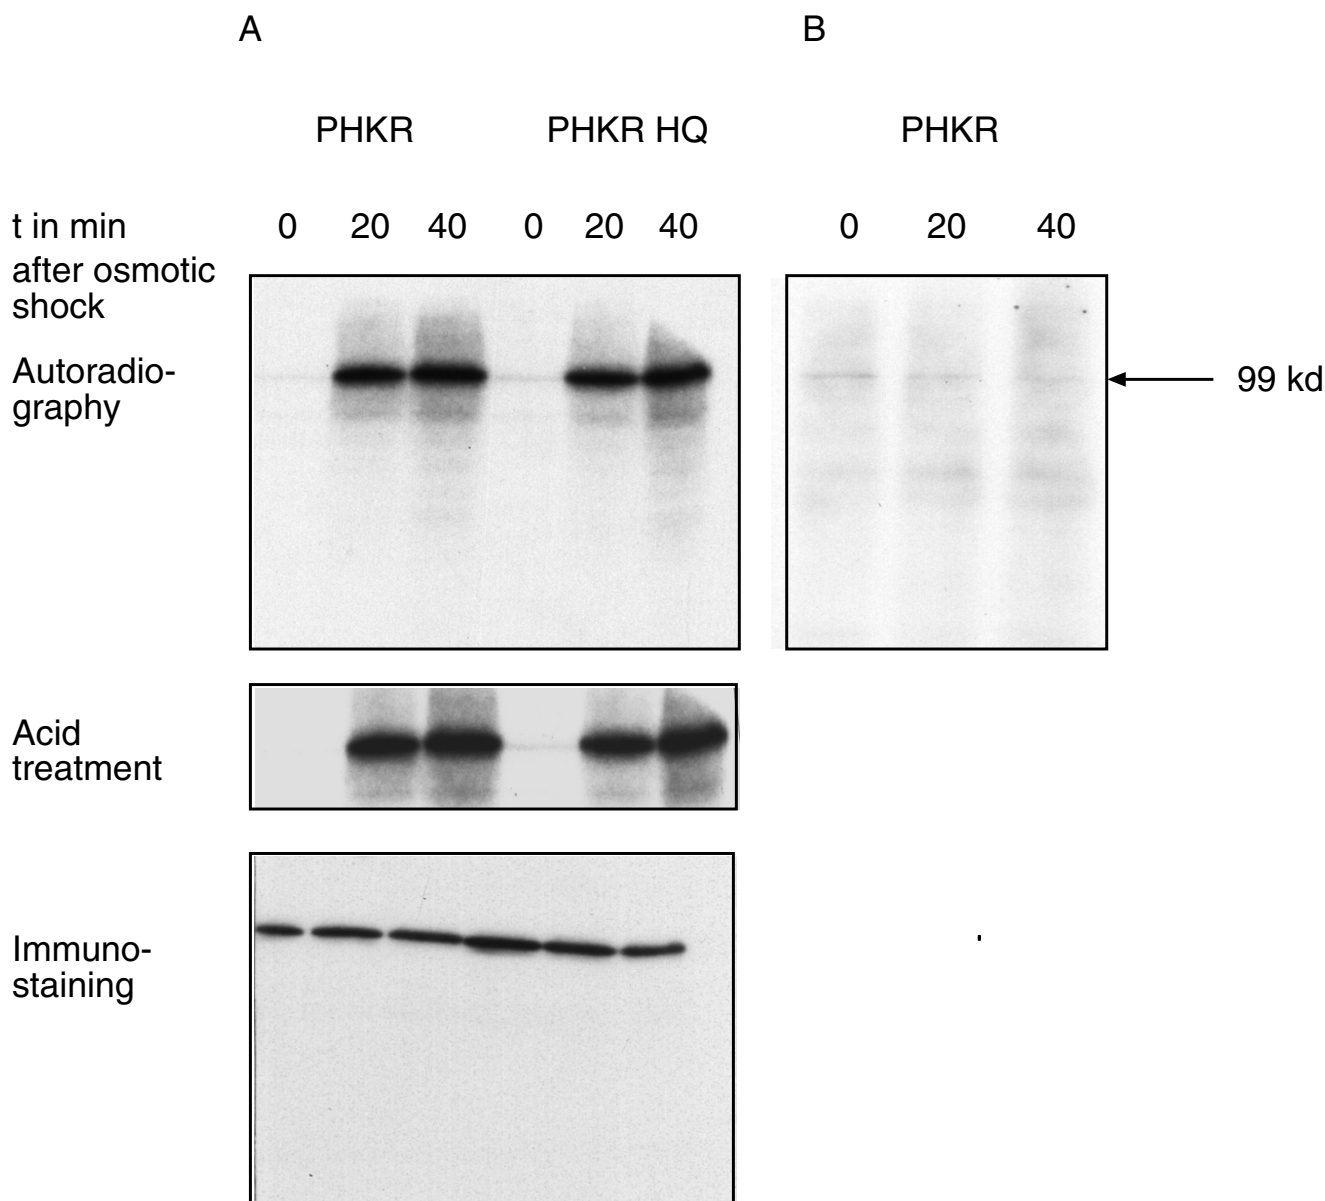 A B
PHKR PHKR HQ PHKR
t in min 0 20 40 0 20 40 0 20 40
after osmotic
shock
Autoradio-
graphy
99 kd
Acid
treatment
Immuno-
staining